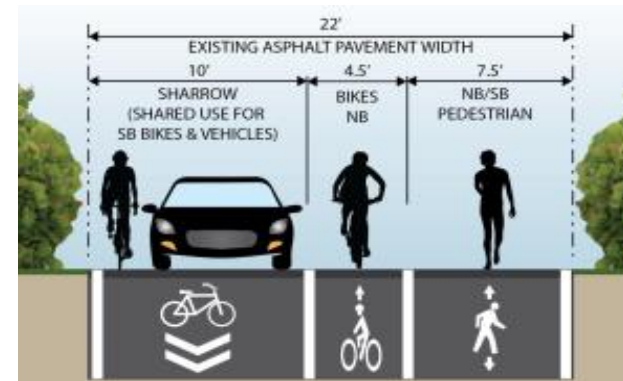 22'
EXISTING ASPHALT PAVEMENT WIDTH
10'
SHARROW
(SHARED USE FOR
SB BIKES & VEHICLES)
4.5'
BIKES
NB
7.5'
NB/SB
PEDESTRIAN